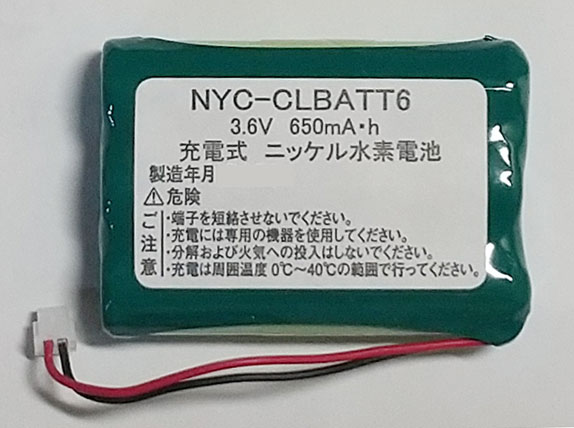 NYC-CLBATT6
3.6V 650mA・h
充電式 ニッケル水素電池
製造年月
⚠危険
ご注意
・端子を短絡させないでください。
・充電には専用の機器を使用してください。
・分解および火気への投入はしないでください。
・充電は周囲温度 0℃～40℃の範囲で行ってください。